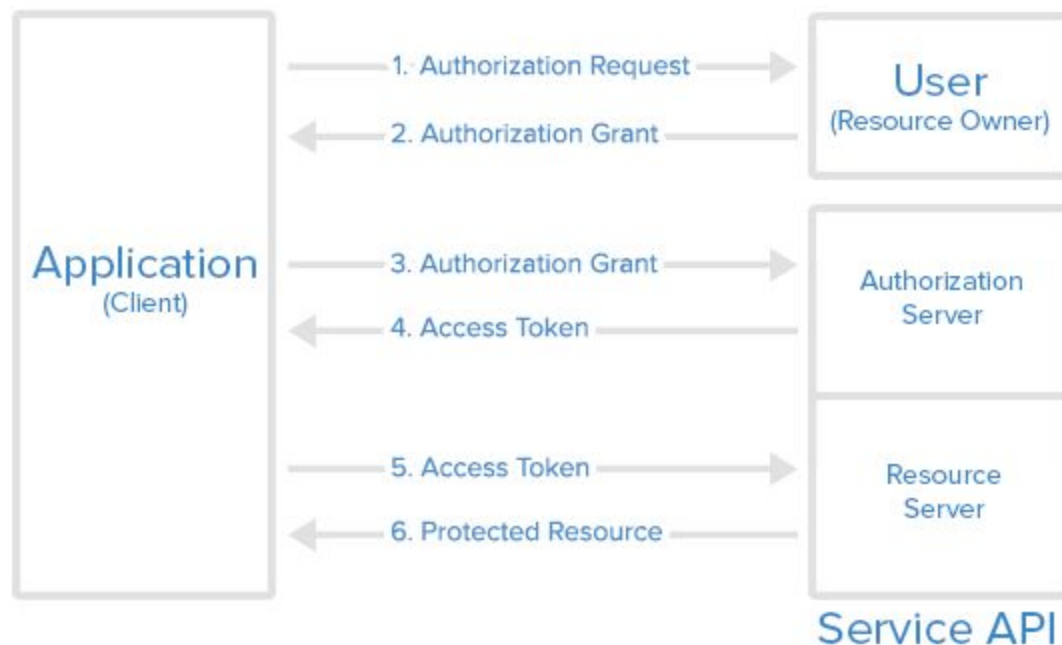 1. Authorization Request
User
(Resource Owner)
2. Authorization Grant
Application
(Client)
3. Authorization Grant
Authorization
Server
4. Access Token
5. Access Token
Resource
Server
6. Protected Resource
Service API